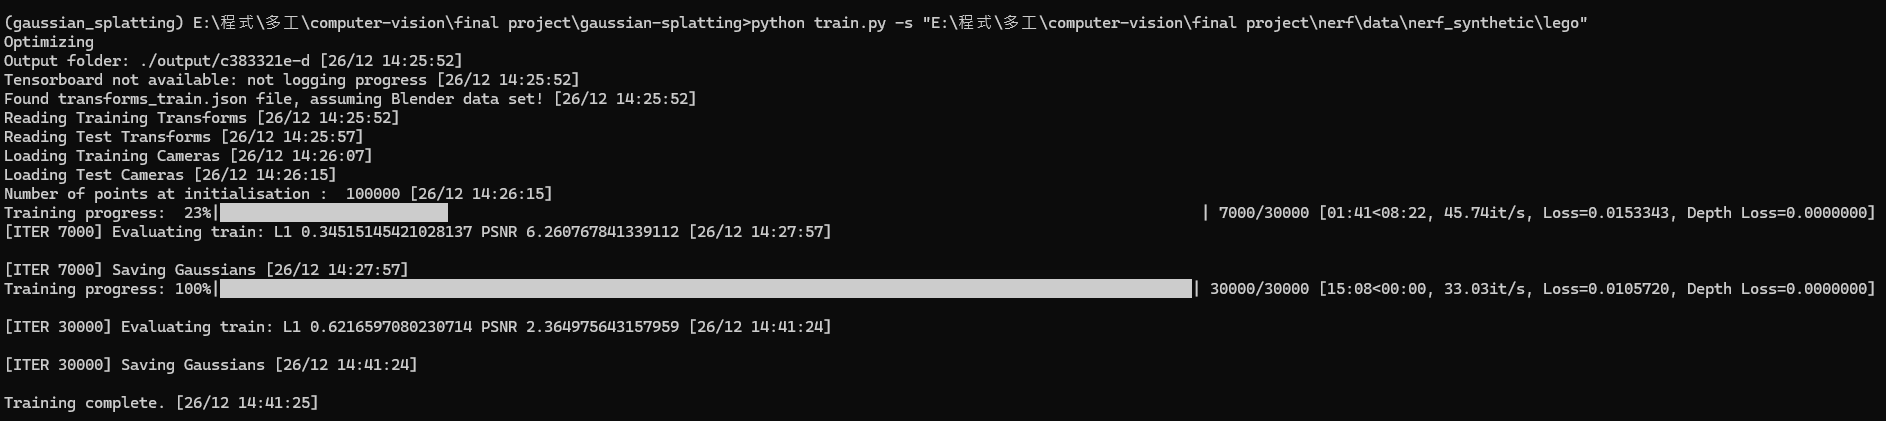 (gaussian_splatting) E:\程式\多工\computer-vision\final project\gaussian-splatting>python train.py -s "E:\程式\多工\computer-vision\final project\nerf\data\nerf_synthetic\lego"
Optimizing
Output folder: ./output/c383321e-d [26/12 14:25:52]
Tensorboard not available: not logging progress [26/12 14:25:52]
Found transforms_train.json file, assuming Blender data set! [26/12 14:25:52]
Reading Training Transforms [26/12 14:25:52]
Reading Test Transforms [26/12 14:25:57]
Loading Training Cameras [26/12 14:26:07]
Loading Test Cameras [26/12 14:26:15]
Number of points at initialisation :  100000 [26/12 14:26:15]
Training progress:  23%| | 7000/30000 [01:41<08:22, 45.74it/s, Loss=0.0153343, Depth Loss=0.0000000]
[ITER 7000] Evaluating train: L1 0.34515145421028137 PSNR 6.260767841339112 [26/12 14:27:57]
[ITER 7000] Saving Gaussians [26/12 14:27:57]
Training progress: 100%| | 30000/30000 [15:08<00:00, 33.03it/s, Loss=0.0105720, Depth Loss=0.0000000]
[ITER 30000] Evaluating train: L1 0.6216597080230714 PSNR 2.364975643157959 [26/12 14:41:24]
[ITER 30000] Saving Gaussians [26/12 14:41:24]
Training complete. [26/12 14:41:25]